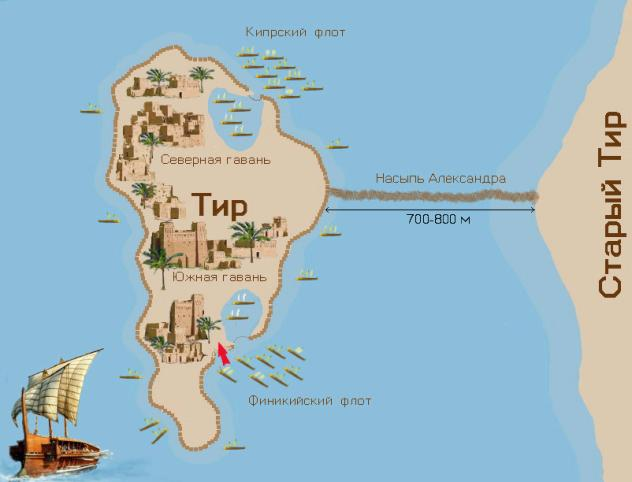 Кипрский флот
Северная гавань
Насыпь Александра
Тир
700-800 м
Южная гавань
Финикийский флот
Старый Тир